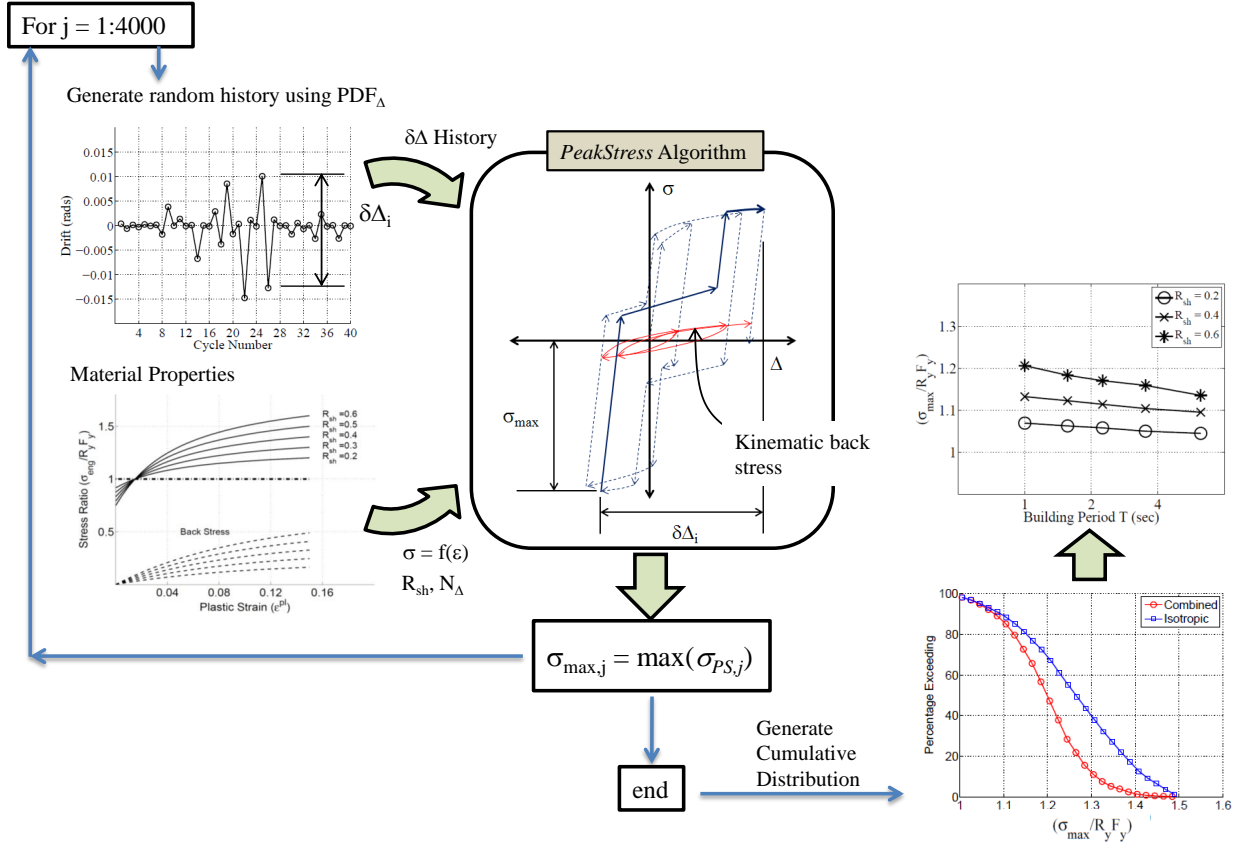 For j = 1:4000
Generate random history using PDF_Δ
0.015
0.01
0.005
0
−0.005
−0.01
−0.015
Drift (rads)
4 8 12 16 20 24 28 32 36 40
Cycle Number
δΔ_i
δΔ History
Material Properties
1.5
1
0.5
Stress Ratio (σ_eng/R_yF_y)
R_sh =0.6
R_sh =0.5
R_sh =0.4
R_sh =0.3
R_sh =0.2
Back Stress
0.04 0.08 0.12 0.16
Plastic Strain (ε^pl)
σ = f(ε)
R_sh, N_Δ
PeakStress Algorithm
σ
Δ
σ_max
Kinematic back
stress
δΔ_i
σ_max,j = max(σ_PS,j)
end
Generate
Cumulative
Distribution
R_sh = 0.2
R_sh = 0.4
R_sh = 0.6
1.3
1.2
1.1
1
(σ_max/R_yF_y)
1 2 4
Building Period T (sec)
Combined
Isotropic
100
80
60
40
20
0
Percentage Exceeding
1 1.1 1.2 1.3 1.4 1.5 1.6
(σ_max/R_yF_y)